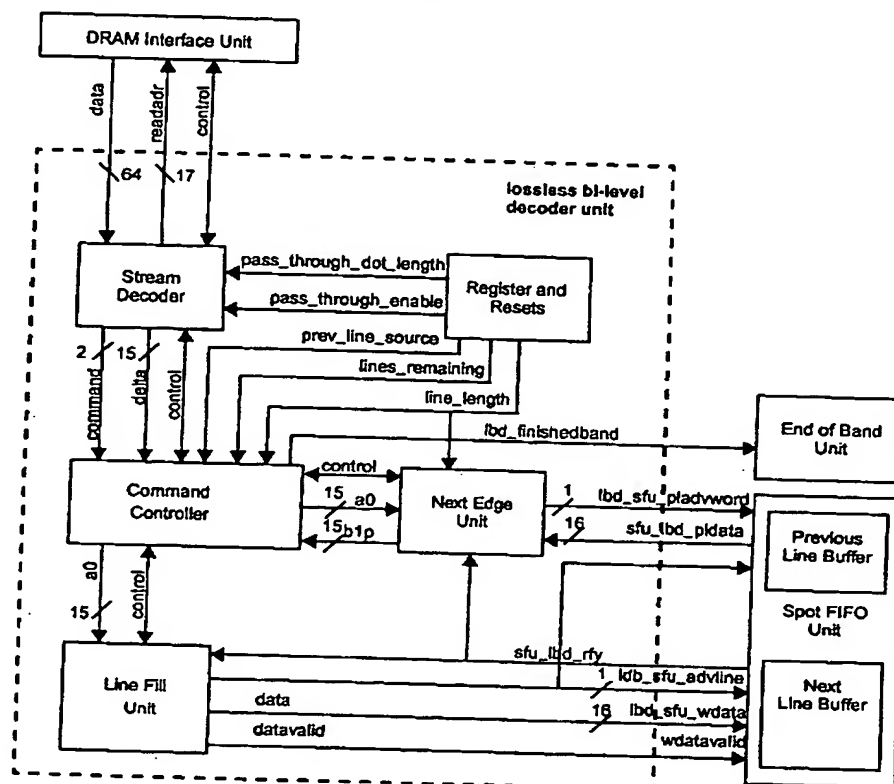 DRAM Interface Unit
data
readadr
control
64
17
lossless bi-level
decoder unit
Stream
Decoder
pass_through_dot_length
pass_through_enable
Register and
Resets
prev_line_source
lines_remaining
line_length
2
15
command
delta
control
lbd_finishedband
End of Band
Unit
Command
Controller
control
15
a0
15
b1p
Next Edge
Unit
1
lbd_sfu_pladvword
16
sfu_lbd_pldata
Previous
Line Buffer
Spot FIFO
Unit
a0
15
control
Line Fill
Unit
sfu_lbd_rfy
1
ldb_sfu_advline
data
16
lbd_sfu_wdata
datavalid
wdatavalid
Next
Line Buffer